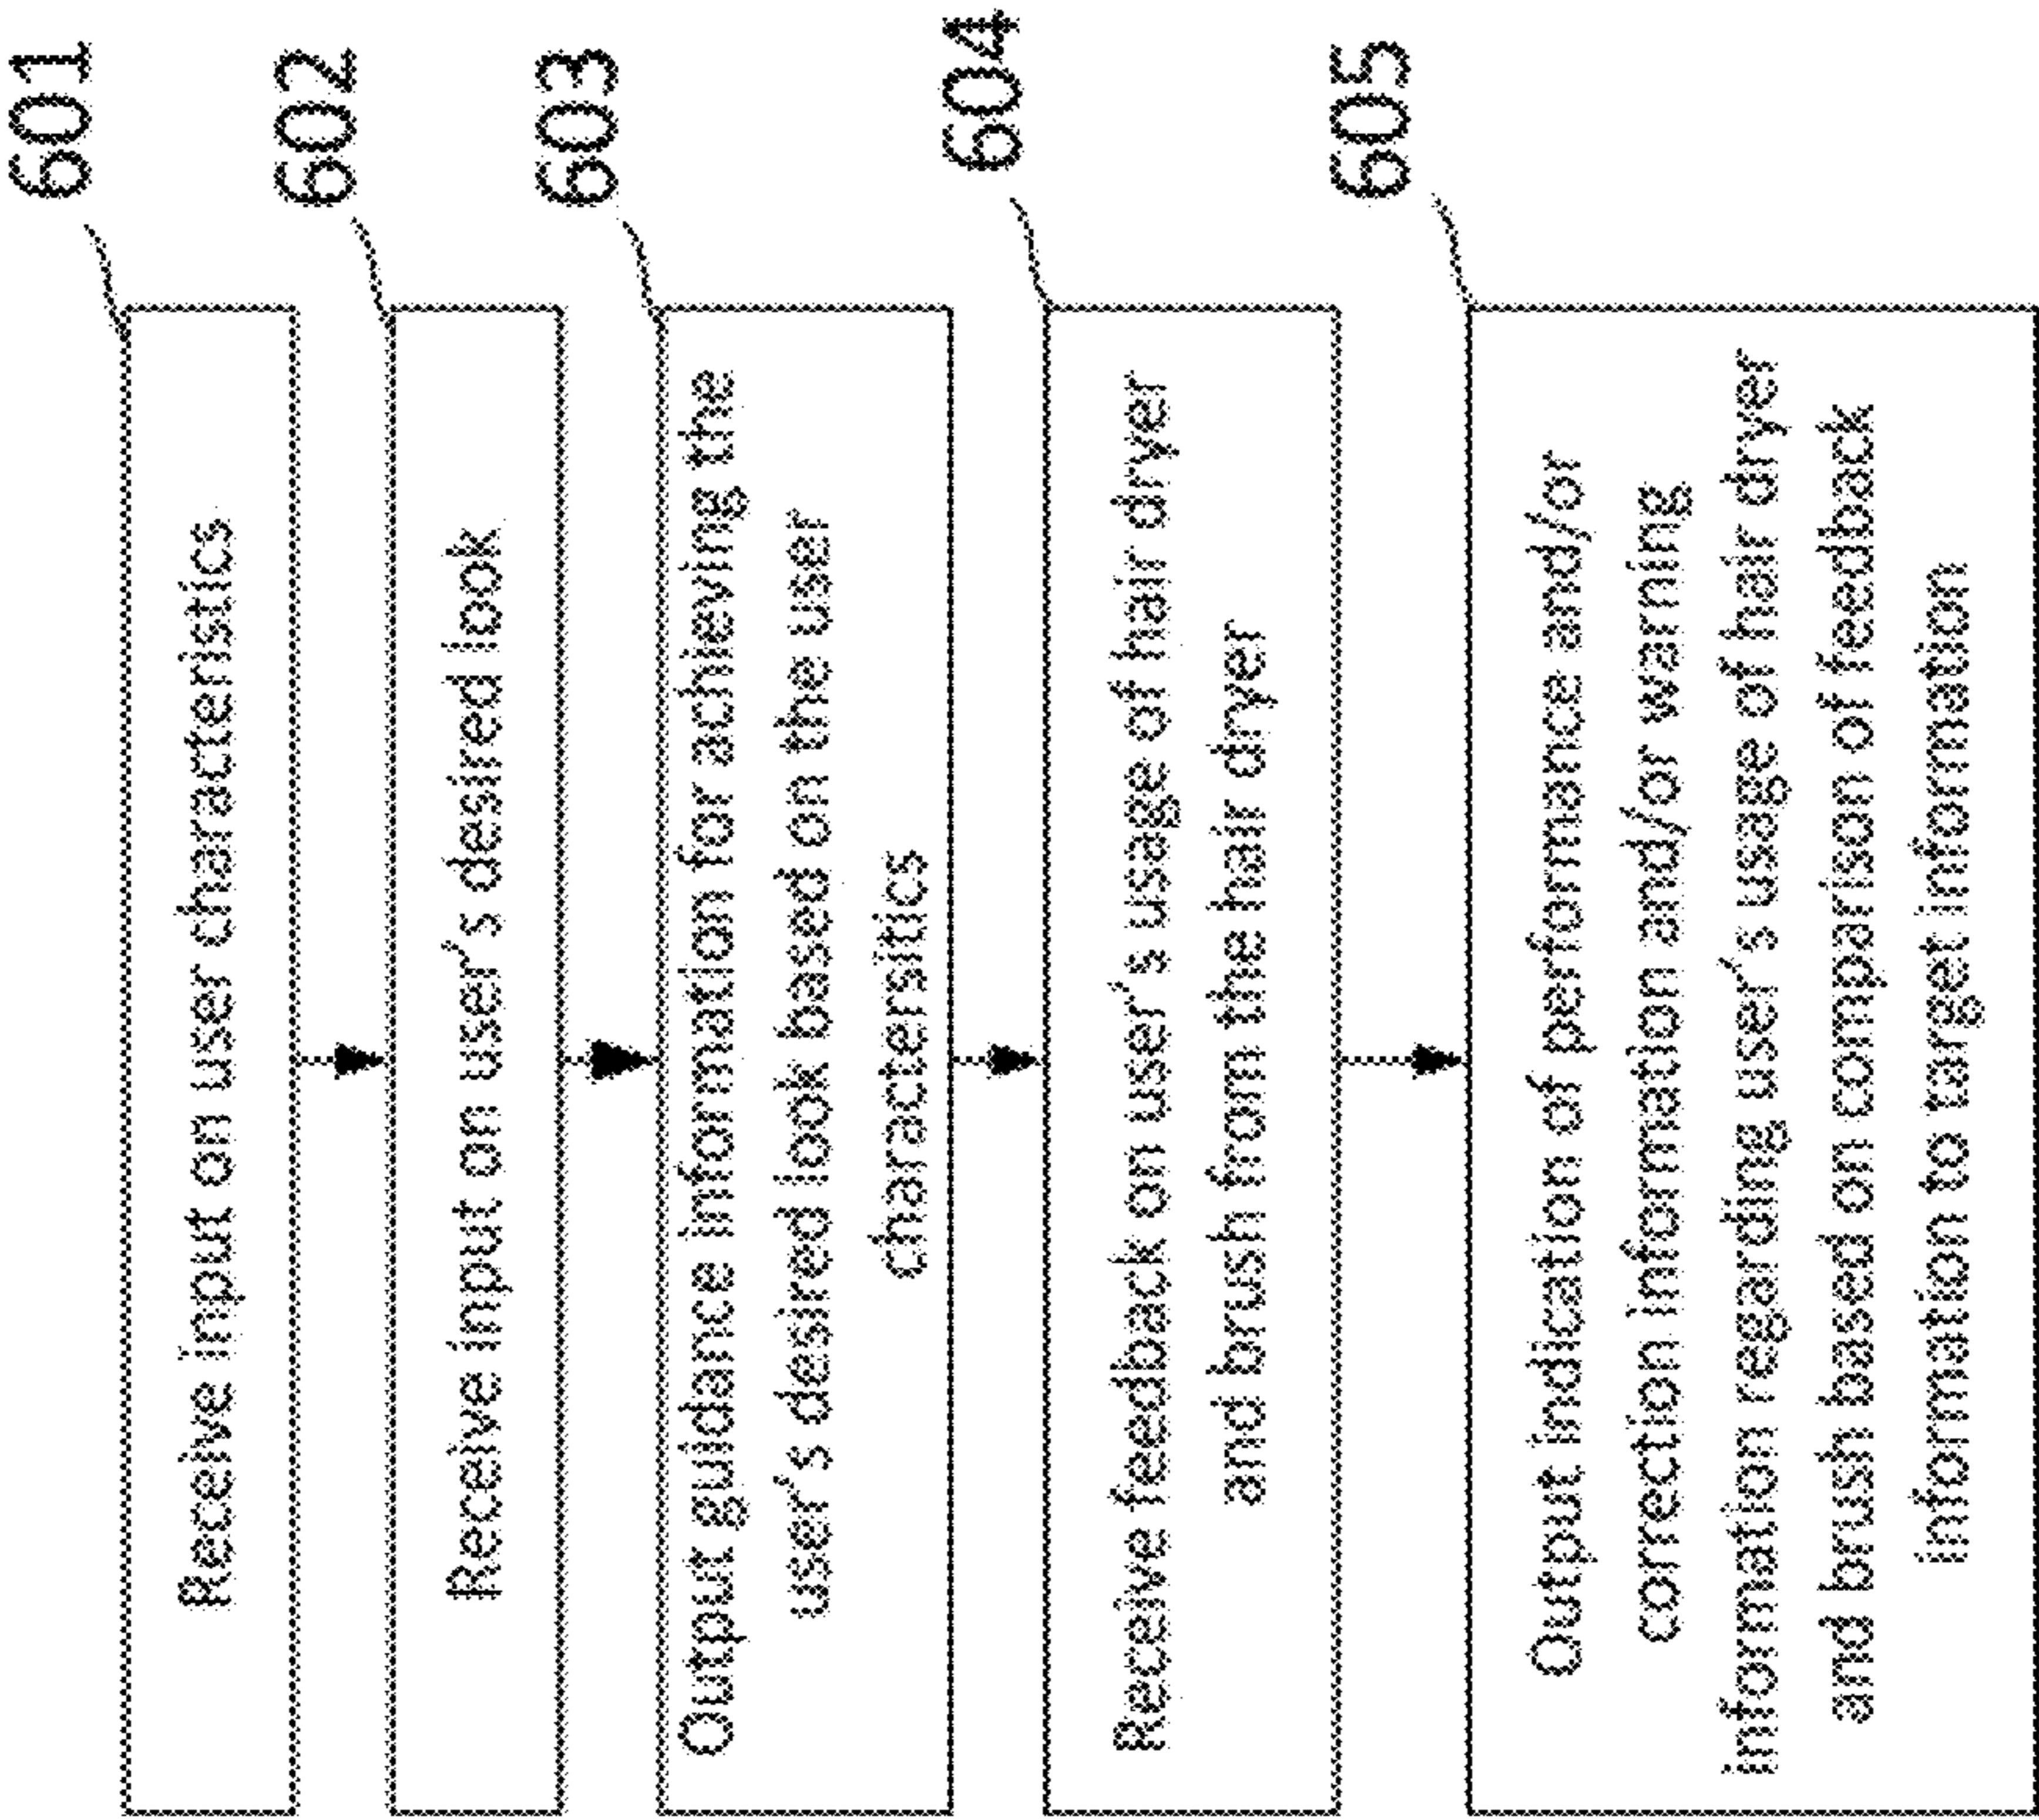 601
Receive input on user characteristics
602
Receive input on user's desired look
603
Output guidance information for achieving the
user's desired look based on the user
charactersitics
604
Receive feedback on user's usage of hair dryer
and brush from the hair dryer
605
Output indication of performance and/or
correction information and/or warning
information regarding user's usage of hair dryer
and brush based on comparison of feedback
information to target information